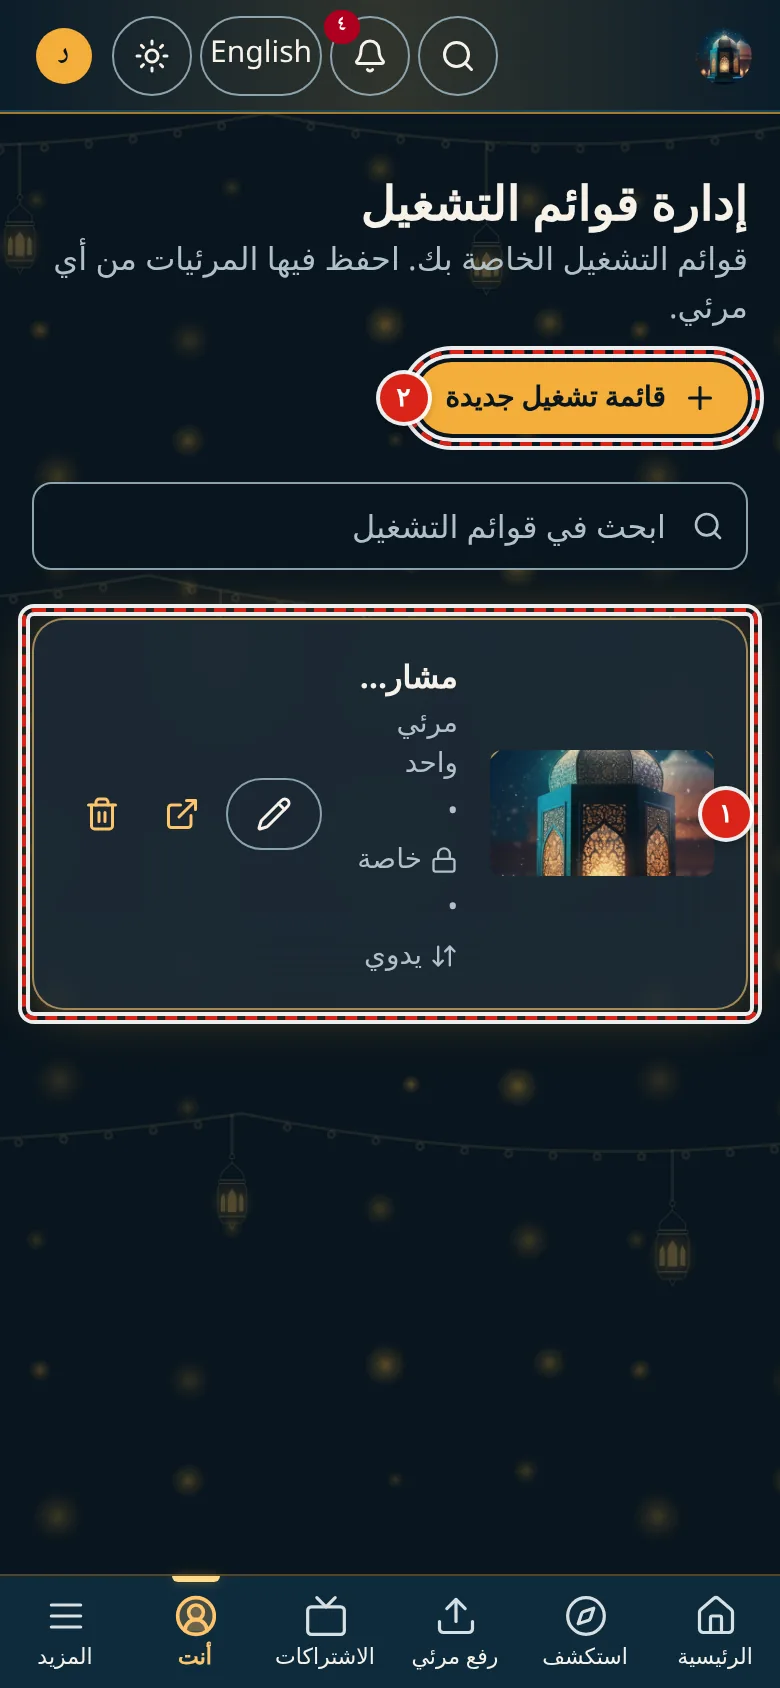 ر
English
٤
إدارة قوائم التشغيل
قوائم التشغيل الخاصة بك. احفظ فيها المرئيات من أي
مرئي.
قائمة تشغيل جديدة
٢
ابحث في قوائم التشغيل
مشار...
مرئي
واحد
•
خاصة
•
يدوي
١
الرئيسية
استكشف
رفع مرئي
الاشتراكات
أنت
المزيد